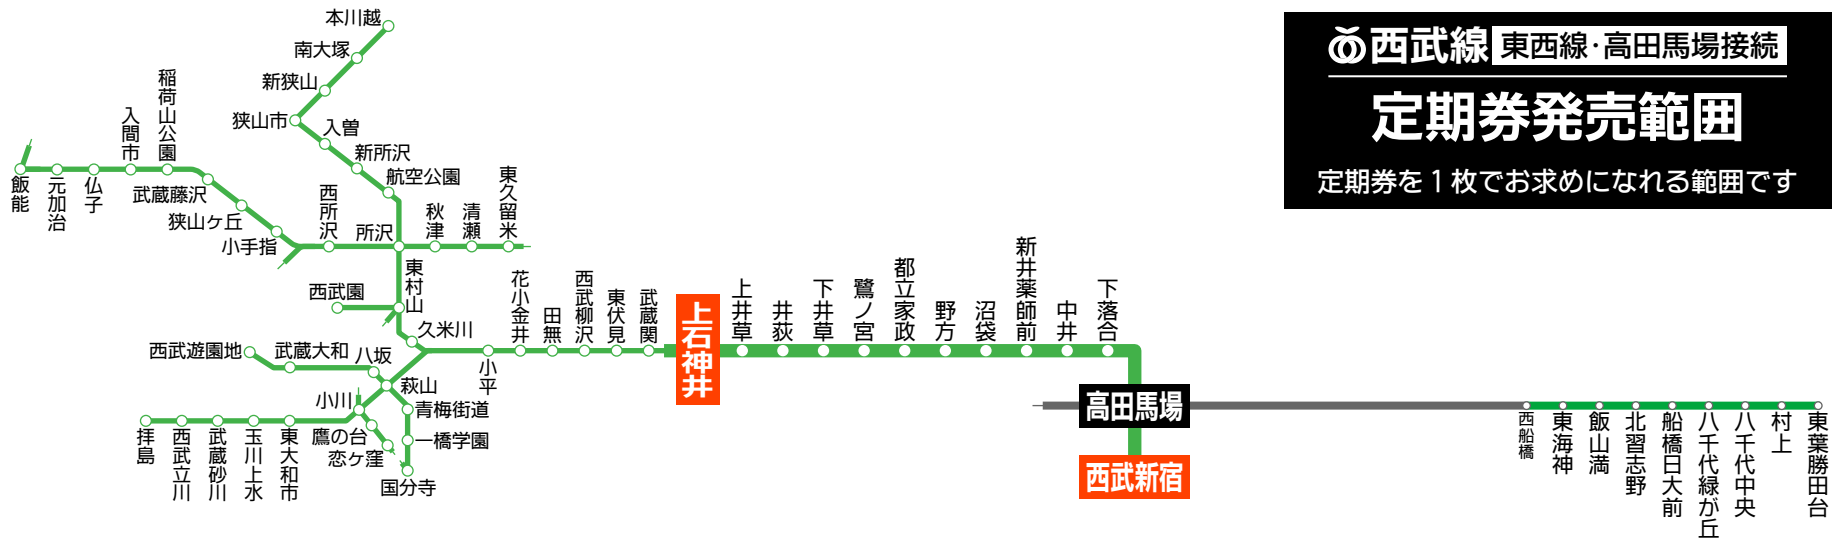 西武線 東西線・高田馬場接続
定期券発売範囲
定期券を1枚でお求めになれる範囲です
本川越
南大塚
新狭山
狭山市
入曽
新所沢
航空公園
飯能
元加治
仏子
入間市
稲荷山公園
武蔵藤沢
狭山ヶ丘
小手指
西所沢
所沢
秋津
清瀬
東久留米
東村山
西武園
久米川
西武遊園地
武蔵大和
八坂
萩山
小川
青梅街道
一橋学園
国分寺
鷹の台
恋ヶ窪
拝島
西武立川
武蔵砂川
玉川上水
東大和市
小平
花小金井
田無
西武柳沢
東伏見
武蔵関
上石神井
上井草
井荻
下井草
鷺ノ宮
都立家政
野方
沼袋
新井薬師前
中井
下落合
高田馬場
西武新宿
西船橋
東海神
飯山満
北習志野
船橋日大前
八千代緑が丘
八千代中央
村上
東葉勝田台